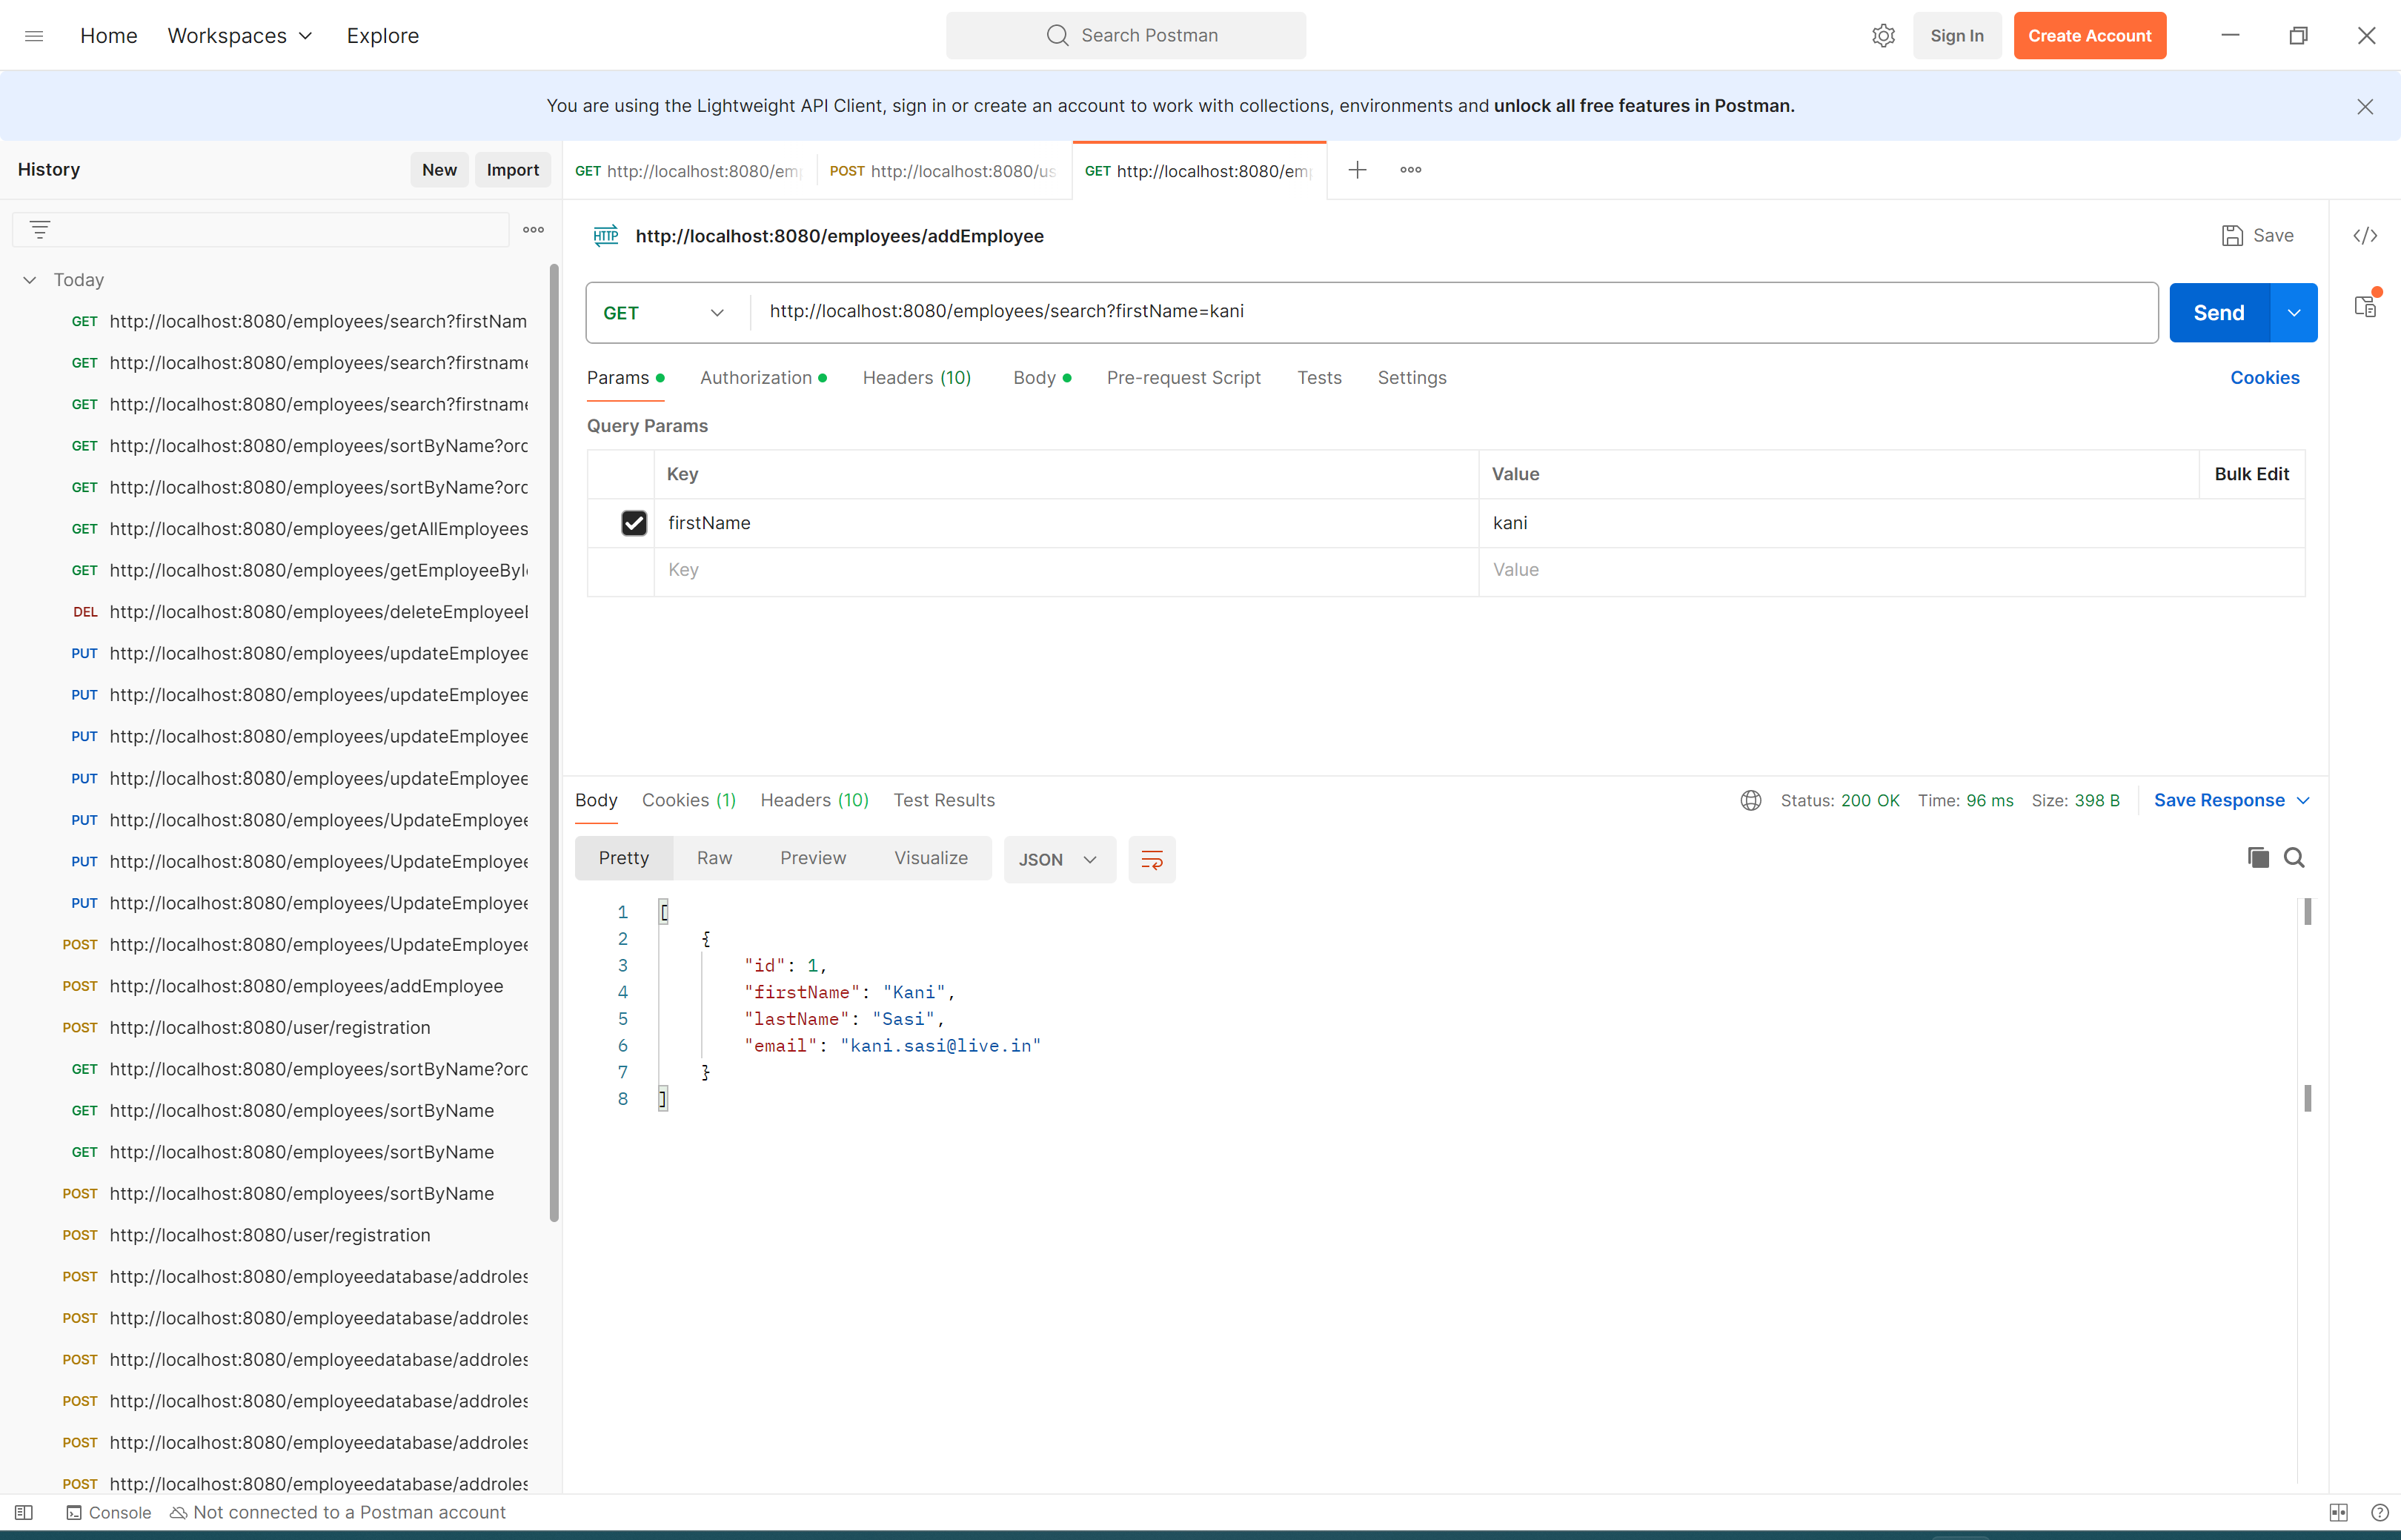 Home Workspaces Explore
Search Postman
Sign In Create Account
You are using the Lightweight API Client, sign in or create an account to work with collections, environments and unlock all free features in Postman.
History New Import
GET http://localhost:8080/em
POST http://localhost:8080/us
GET http://localhost:8080/em
HTTP http://localhost:8080/employees/addEmployee
Save
GET http://localhost:8080/employees/search?firstName=kani
Send
Params Authorization Headers (10) Body Pre-request Script Tests Settings Cookies
Query Params
Key Value Bulk Edit
firstName kani
Key Value
Today
GET http://localhost:8080/employees/search?firstNam
GET http://localhost:8080/employees/search?firstname
GET http://localhost:8080/employees/search?firstname
GET http://localhost:8080/employees/sortByName?orc
GET http://localhost:8080/employees/sortByName?orc
GET http://localhost:8080/employees/getAllEmployees
GET http://localhost:8080/employees/getEmployeeById
DEL http://localhost:8080/employees/deleteEmployee
PUT http://localhost:8080/employees/updateEmployee
PUT http://localhost:8080/employees/updateEmployee
PUT http://localhost:8080/employees/updateEmployee
PUT http://localhost:8080/employees/updateEmployee
PUT http://localhost:8080/employees/UpdateEmployee
PUT http://localhost:8080/employees/UpdateEmployee
PUT http://localhost:8080/employees/UpdateEmployee
POST http://localhost:8080/employees/UpdateEmployee
POST http://localhost:8080/employees/addEmployee
POST http://localhost:8080/user/registration
GET http://localhost:8080/employees/sortByName?orc
GET http://localhost:8080/employees/sortByName
GET http://localhost:8080/employees/sortByName
POST http://localhost:8080/employees/sortByName
POST http://localhost:8080/user/registration
POST http://localhost:8080/employeedatabase/addroles
POST http://localhost:8080/employeedatabase/addroles
POST http://localhost:8080/employeedatabase/addroles
POST http://localhost:8080/employeedatabase/addroles
POST http://localhost:8080/employeedatabase/addroles
POST http://localhost:8080/employeedatabase/addroles
Body Cookies (1) Headers (10) Test Results
Status: 200 OK Time: 96 ms Size: 398 B Save Response
Pretty Raw Preview Visualize JSON
1 [
2 {
3 "id": 1,
4 "firstName": "Kani",
5 "lastName": "Sasi",
6 "email": "kani.sasi@live.in"
7 }
8 ]
Console Not connected to a Postman account